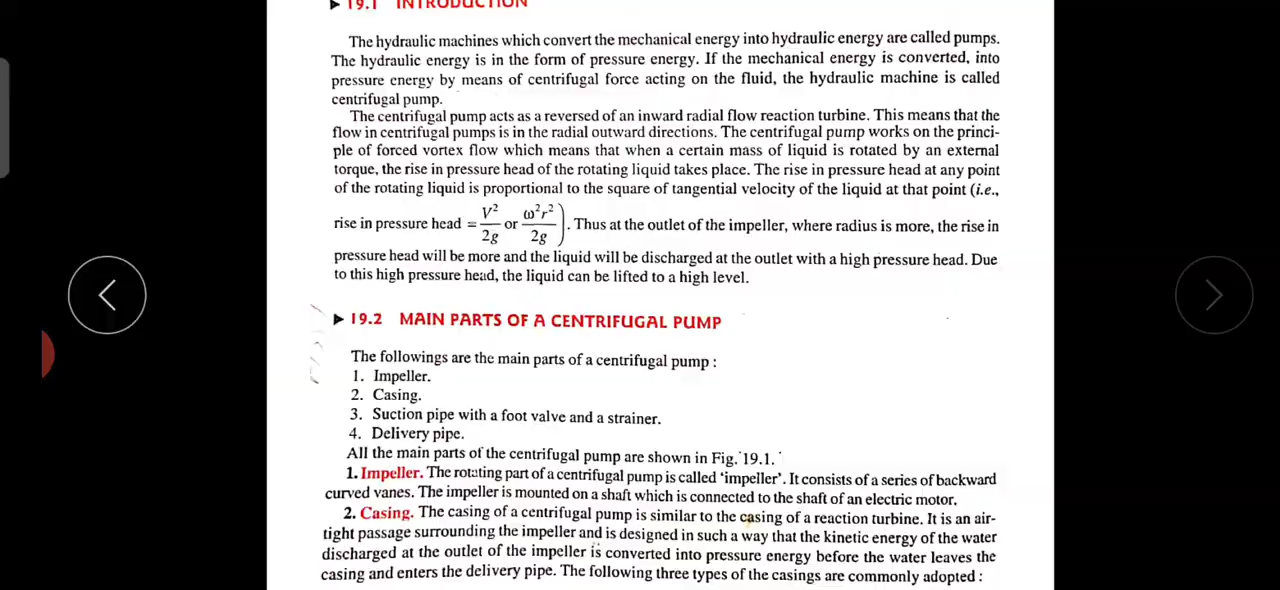 ▶ 19.1 INTRODUCTION
The hydraulic machines which convert the mechanical energy into hydraulic energy are called pumps.
The hydraulic energy is in the form of pressure energy. If the mechanical energy is converted, into
pressure energy by means of centrifugal force acting on the fluid, the hydraulic machine is called
centrifugal pump.
The centrifugal pump acts as a reversed of an inward radial flow reaction turbine. This means that the
flow in centrifugal pumps is in the radial outward directions. The centrifugal pump works on the princi-
ple of forced vortex flow which means that when a certain mass of liquid is rotated by an external
torque, the rise in pressure head of the rotating liquid takes place. The rise in pressure head at any point
of the rotating liquid is proportional to the square of tangential velocity of the liquid at that point (i.e.,
rise in pressure head = V²/2g or ω²r²/2g). Thus at the outlet of the impeller, where radius is more, the rise in
pressure head will be more and the liquid will be discharged at the outlet with a high pressure head. Due
to this high pressure head, the liquid can be lifted to a high level.
▶ 19.2 MAIN PARTS OF A CENTRIFUGAL PUMP
The followings are the main parts of a centrifugal pump :
1. Impeller.
2. Casing.
3. Suction pipe with a foot valve and a strainer.
4. Delivery pipe.
All the main parts of the centrifugal pump are shown in Fig. 19.1.
1. Impeller. The rotating part of a centrifugal pump is called 'impeller'. It consists of a series of backward
curved vanes. The impeller is mounted on a shaft which is connected to the shaft of an electric motor.
2. Casing. The casing of a centrifugal pump is similar to the casing of a reaction turbine. It is an air-
tight passage surrounding the impeller and is designed in such a way that the kinetic energy of the water
discharged at the outlet of the impeller is converted into pressure energy before the water leaves the
casing and enters the delivery pipe. The following three types of the casings are commonly adopted :